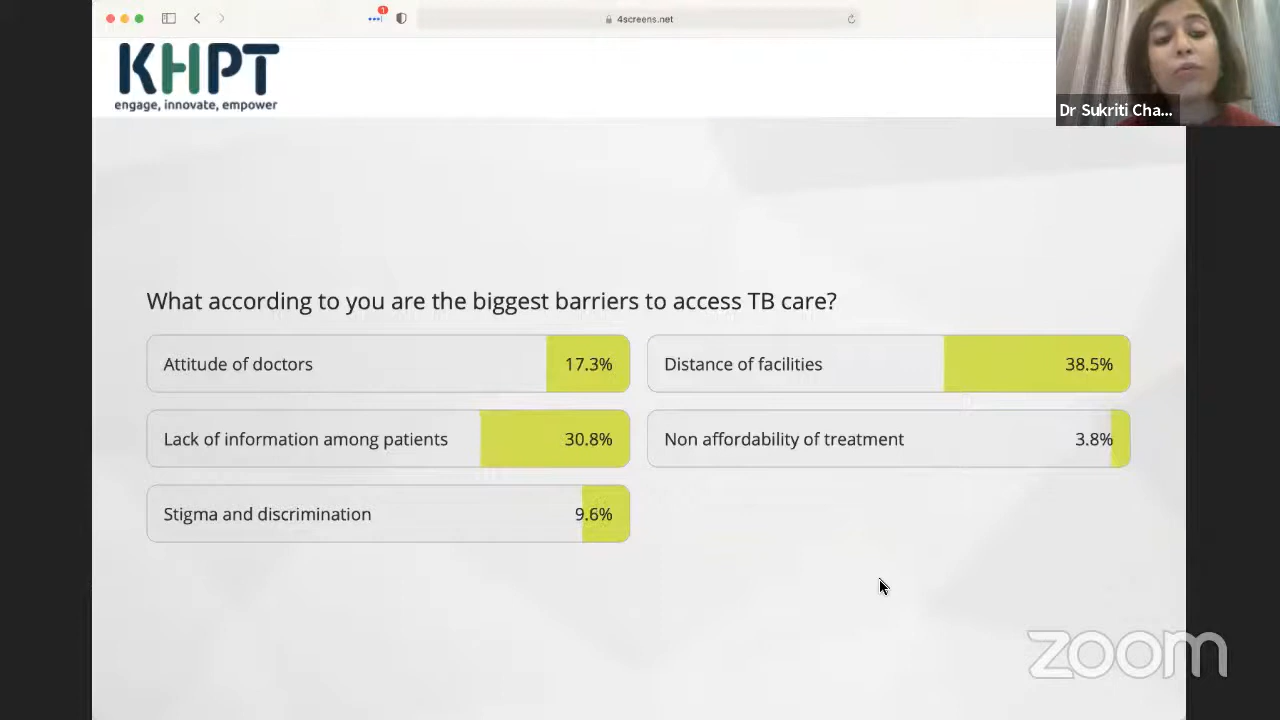 1
4screens.net
KHPT
engage, innovate, empower
Dr Sukriti Cha...
What according to you are the biggest barriers to access TB care?
Attitude of doctors 17.3%
Distance of facilities 38.5%
Lack of information among patients 30.8%
Non affordability of treatment 3.8%
Stigma and discrimination 9.6%
zoom